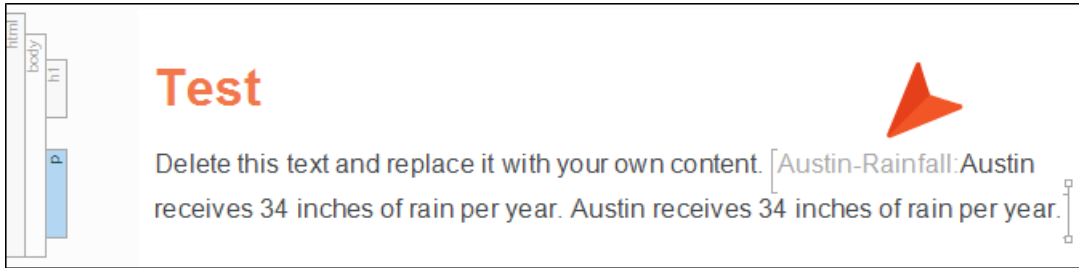 html
body
h1
Test
p
Delete this text and replace it with your own content. Austin-Rainfall:Austin
receives 34 inches of rain per year. Austin receives 34 inches of rain per year.